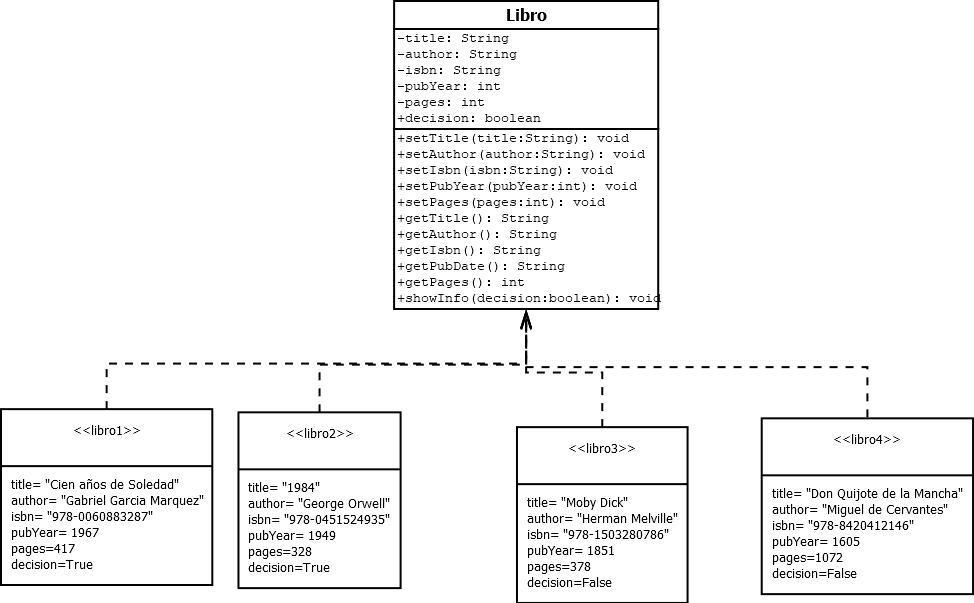 Libro
-title: String
-author: String
-isbn: String
-pubYear: int
-pages: int
+decision: boolean
+setTitle(title:String): void
+setAuthor(author:String): void
+setIsbn(isbn:String): void
+setPubYear(pubYear:int): void
+setPages(pages:int): void
+getTitle(): String
+getAuthor(): String
+getIsbn(): String
+getPubDate(): String
+getPages(): int
+showInfo(decision:boolean): void
<<libro1>>
title= "Cien años de Soledad"
author= "Gabriel Garcia Marquez"
isbn= "978-0060883287"
pubYear= 1967
pages=417
decision=True
<<libro2>>
title= "1984"
author= "George Orwell"
isbn= "978-0451524935"
pubYear= 1949
pages=328
decision=True
<<libro3>>
title= "Moby Dick"
author= "Herman Melville"
isbn= "978-1503280786"
pubYear= 1851
pages=378
decision=False
<<libro4>>
title= "Don Quijote de la Mancha"
author= "Miguel de Cervantes"
isbn= "978-8420412146"
pubYear= 1605
pages=1072
decision=False